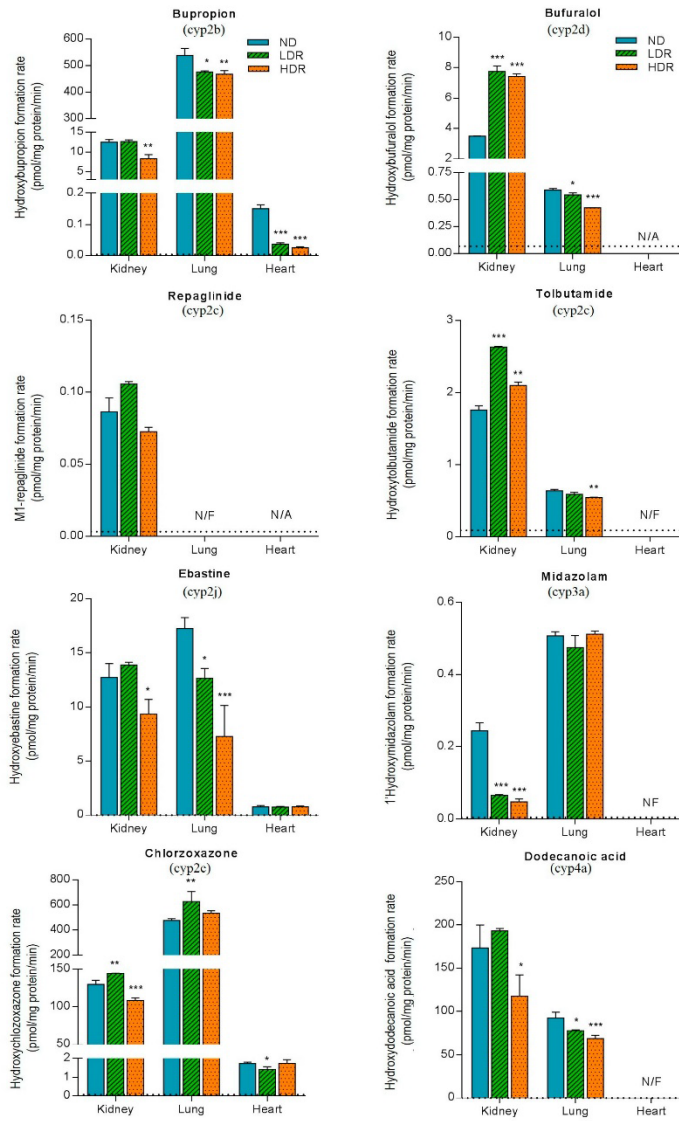 Bupropion
(cyp2b)
Hydroxybupropion formation rate
(pmol/mg protein/min)
600
500
400
300
15
10
5
0.2
0.1
0.0
**
*
**
***
***
ND
LDR
HDR
Kidney
Lung
Heart
Bufuralol
(cyp2d)
Hydroxybufuralol formation rate
(pmol/mg protein/min)
10
8
6
4
2
0.75
0.50
0.25
0.00
***
***
*
***
N/A
ND
LDR
HDR
Kidney
Lung
Heart
Repaglinide
(cyp2c)
M1-repaglinide formation rate
(pmol/mg protein/min)
0.15
0.10
0.05
0.00
N/F
N/A
Kidney
Lung
Heart
Tolbutamide
(cyp2c)
Hydroxytolbutamide formation rate
(pmol/mg protein/min)
3
2
1
0
***
**
**
N/F
Kidney
Lung
Heart
Ebastine
(cyp2j)
Hydroxyebastine formation rate
(pmol/mg protein/min)
20
15
10
5
0
*
*
***
Kidney
Lung
Heart
Midazolam
(cyp3a)
1'Hydroxymidazolam formation rate
(pmol/mg protein/min)
0.6
0.4
0.2
0.0
***
***
NF
Kidney
Lung
Heart
Chlorzoxazone
(cyp2e)
Hydroxychlozoxazone formation rate
(pmol/mg protein/min)
800
600
400
200
150
100
50
2
1
0
**
***
**
*
Kidney
Lung
Heart
Dodecanoic acid
(cyp4a)
Hydroxydodecanoic acid formation rate
(pmol/mg protein/min)
250
200
150
100
50
0
*
*
***
N/F
Kidney
Lung
Heart